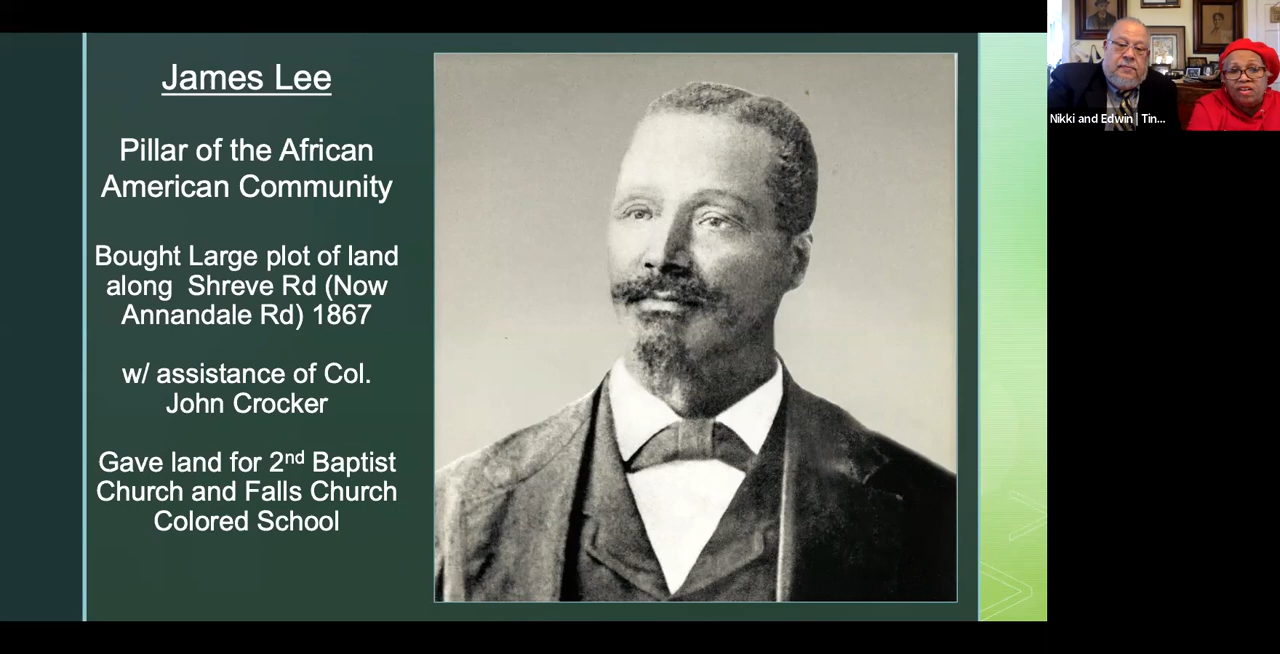 James Lee
Pillar of the African
American Community
Bought Large plot of land
along Shreve Rd (Now
Annandale Rd) 1867
w/ assistance of Col.
John Crocker
Gave land for 2nd Baptist
Church and Falls Church
Colored School
Nikki and Edwin | Tin...